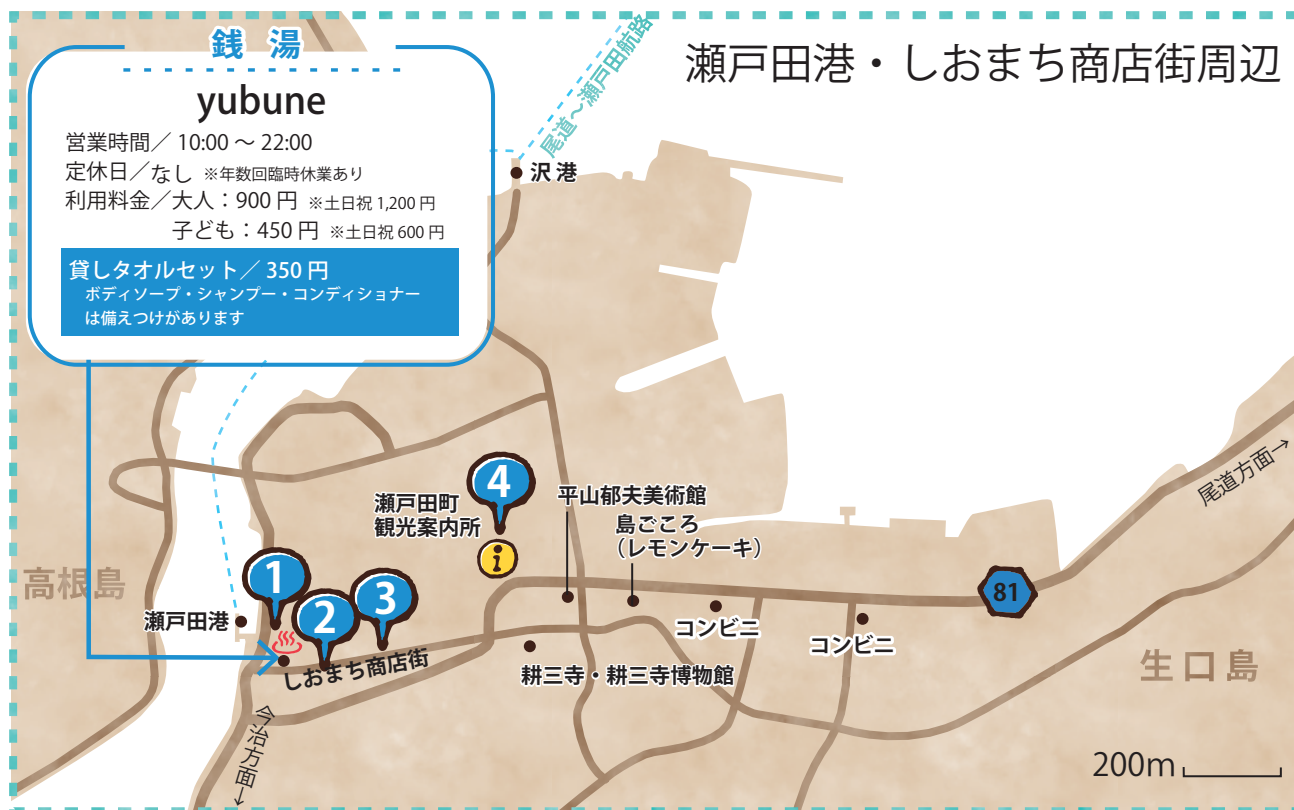 瀬戸田港・しおまち商店街周辺
銭湯
yubune
営業時間／ 10:00 ～ 22:00
定休日／なし ※年数回臨時休業あり
利用料金／大人：900 円 ※土日祝 1,200 円
子ども：450 円 ※土日祝 600 円
貸しタオルセット／ 350 円
ボディソープ・シャンプー・コンディショナー
は備えつけがあります
尾道～瀬戸田航路
沢港
尾道方面→
4
瀬戸田町
観光案内所
i
平山郁夫美術館
島ごころ
（レモンケーキ）
高根島
1
2
3
81
瀬戸田港
しおまち商店街
コンビニ
コンビニ
耕三寺・耕三寺博物館
生口島
今治方面→
200m